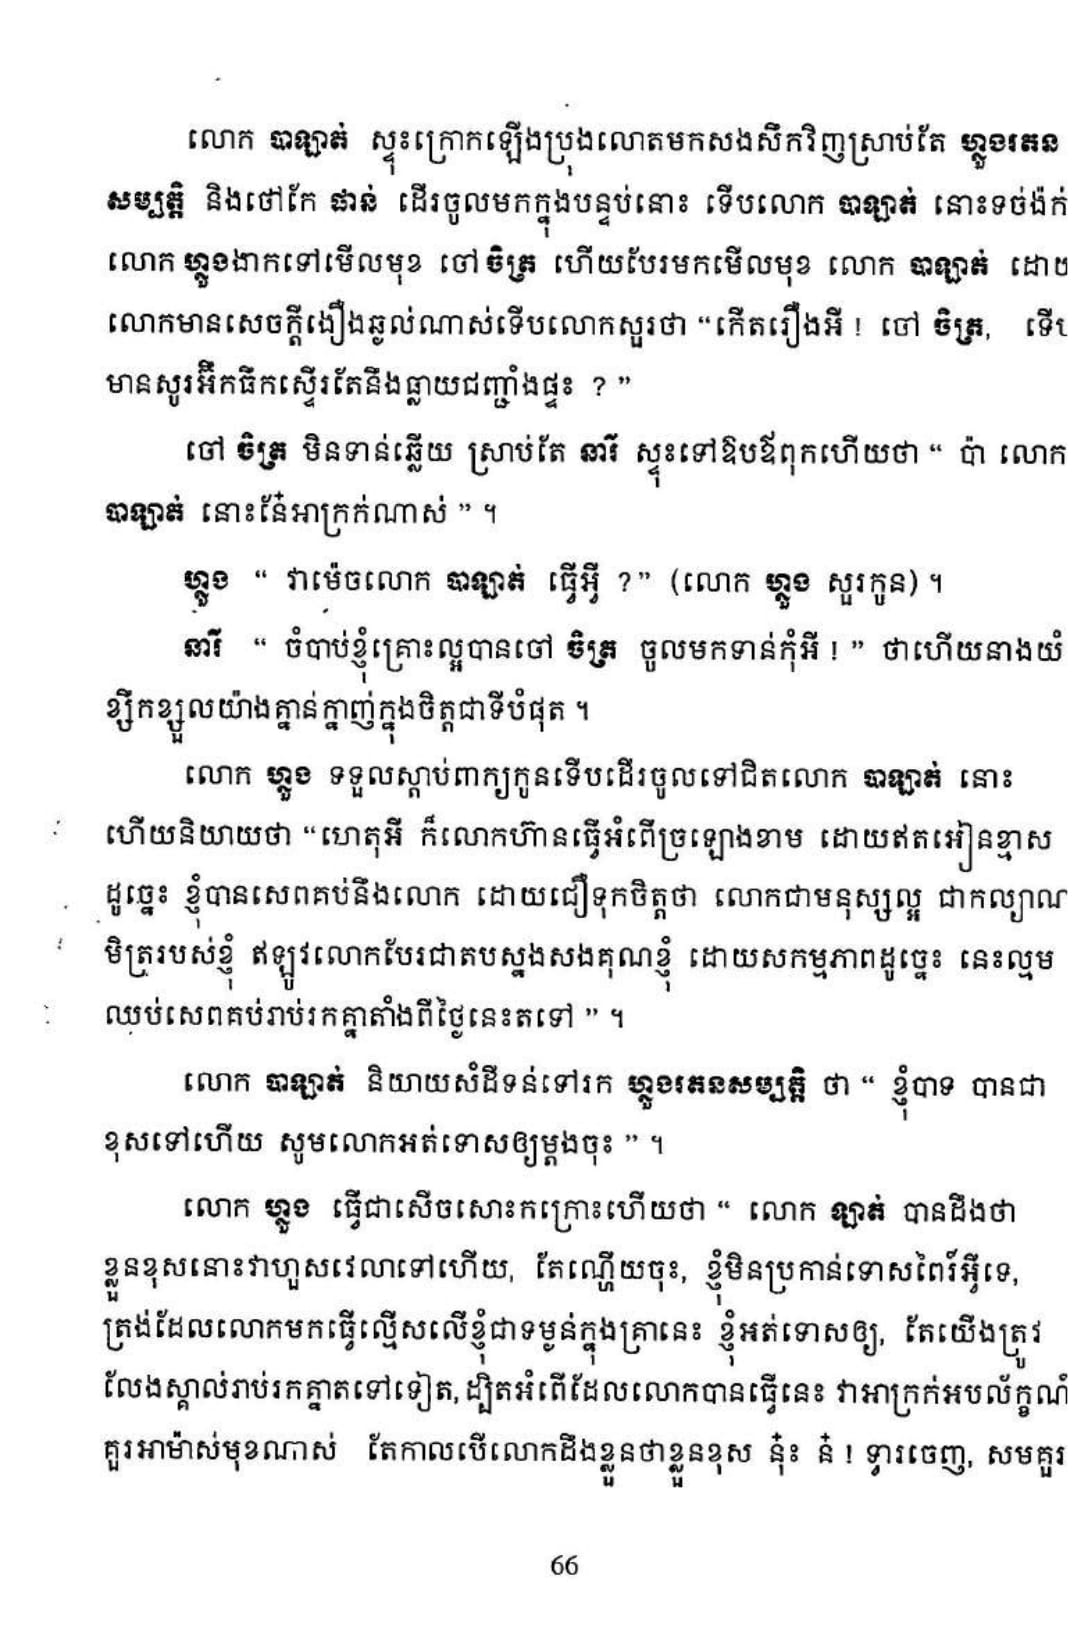 លោក បាឡាត់ ស្ទុះក្រោកឡើងប្រុងលោតមកសងសឹកវិញស្រាប់តែ ហ្លួងរតន
សម្បត្តិ និងថៅកែ ផាន់ ដើរចូលមកក្នុងបន្ទប់នោះ ទើបលោក បាឡាត់ នោះទច់ង៉ក់
លោក ហ្លួងងាកទៅមើលមុខ ចៅ ចិត្រ ហើយបែរមកមើលមុខ លោក បាឡាត់ ដោយ
លោកមានសេចក្ដីងឿងឆ្ងល់ណាស់ទើបលោកសួរថា “កើតរឿងអី ! ចៅ ចិត្រ, ទើប
មានសូរអ៊ឹកធឹកស្ទើរតែនឹងធ្លាយជញ្ជាំងផ្ទះ ? ”
ចៅ ចិត្រ មិនទាន់ឆ្លើយ ស្រាប់តែ នារី ស្ទុះទៅឱបឪពុកហើយថា “ ប៉ា លោក
បាឡាត់ នោះនែ៎អាក្រក់ណាស់ ” ។
ហ្លួង “ វាម៉េចលោក បាឡាត់ ធ្វើអ្វី ?” (លោក ហ្លួង សួរកូន) ។
នារី “ ចំបាប់ខ្ញុំគ្រោះល្អបានចៅ ចិត្រ ចូលមកទាន់កុំអី ! ” ថាហើយនាងយំ
ខ្សឹកខ្សួលយ៉ាងគ្នាន់ក្នាញ់ក្នុងចិត្តជាទីបំផុត ។
លោក ហ្លួង ទទួលស្ដាប់ពាក្យកូនទើបដើរចូលទៅជិតលោក បាឡាត់ នោះ
ហើយនិយាយថា “ហេតុអី ក៏លោកហ៊ានធ្វើអំពើច្រឡោងខាម ដោយឥតអៀនខ្មាស
ដូច្នេះ ខ្ញុំបានសេពគប់នឹងលោក ដោយជឿទុកចិត្តថា លោកជាមនុស្សល្អ ជាកល្យាណ
មិត្ររបស់ខ្ញុំ ឥឡូវលោកបែរជាតបស្នងសងគុណខ្ញុំ ដោយសកម្មភាពដូច្នេះ នេះល្មម
ឈប់សេពគប់រាប់រកគ្នាតាំងពីថ្ងៃនេះតទៅ ” ។
លោក បាឡាត់ និយាយសំដីទន់ទៅរក ហ្លួងរតនសម្បត្តិ ថា “ ខ្ញុំបាទ បានជា
ខុសទៅហើយ សូមលោកអត់ទោសឲ្យម្ដងចុះ ” ។
លោក ហ្លួង ធ្វើជាសើចសោះកក្រោះហើយថា “ លោក ឡាត់ បានដឹងថា
ខ្លួនខុសនោះវាហួសវេលាទៅហើយ, តែណ្ហើយចុះ, ខ្ញុំមិនប្រកាន់ទោសពៃរ៍អ្វីទេ,
ត្រង់ដែលលោកមកធ្វើល្មើសលើខ្ញុំជាទម្ងន់ក្នុងគ្រានេះ ខ្ញុំអត់ទោសឲ្យ, តែយើងត្រូវ
លែងស្គាល់រាប់រកគ្នាតទៅទៀត, ដ្បិតអំពើដែលលោកបានធ្វើនេះ វាអាក្រក់អបល័ក្ខណ៍
គួរអាម៉ាស់មុខណាស់ តែកាលបើលោកដឹងខ្លួនថាខ្លួនខុស នុ៎ះ ន៎ ! ទ្វារចេញ, សមគួរ
66